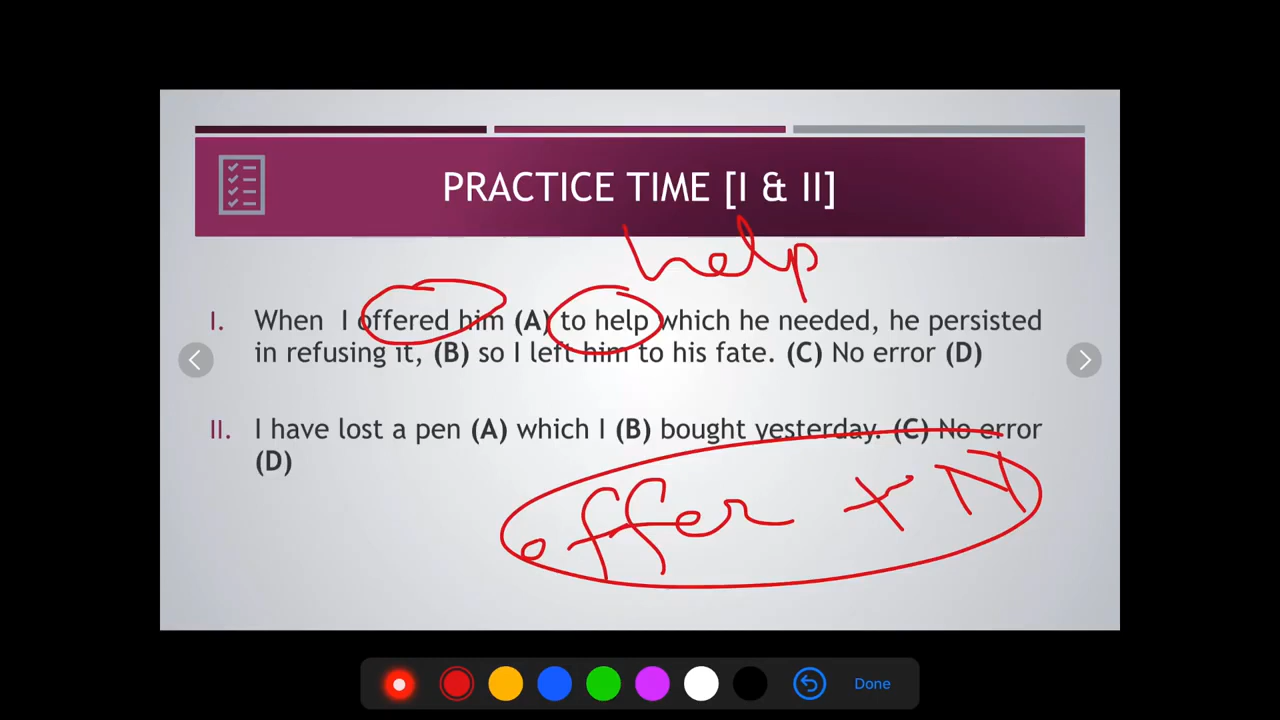 PRACTICE TIME [I & II]
help
I. When I offered him (A) to help which he needed, he persisted
in refusing it, (B) so I left him to his fate. (C) No error (D)
II. I have lost a pen (A) which I (B) bought yesterday. (C) No error
(D)
offer + N
Done